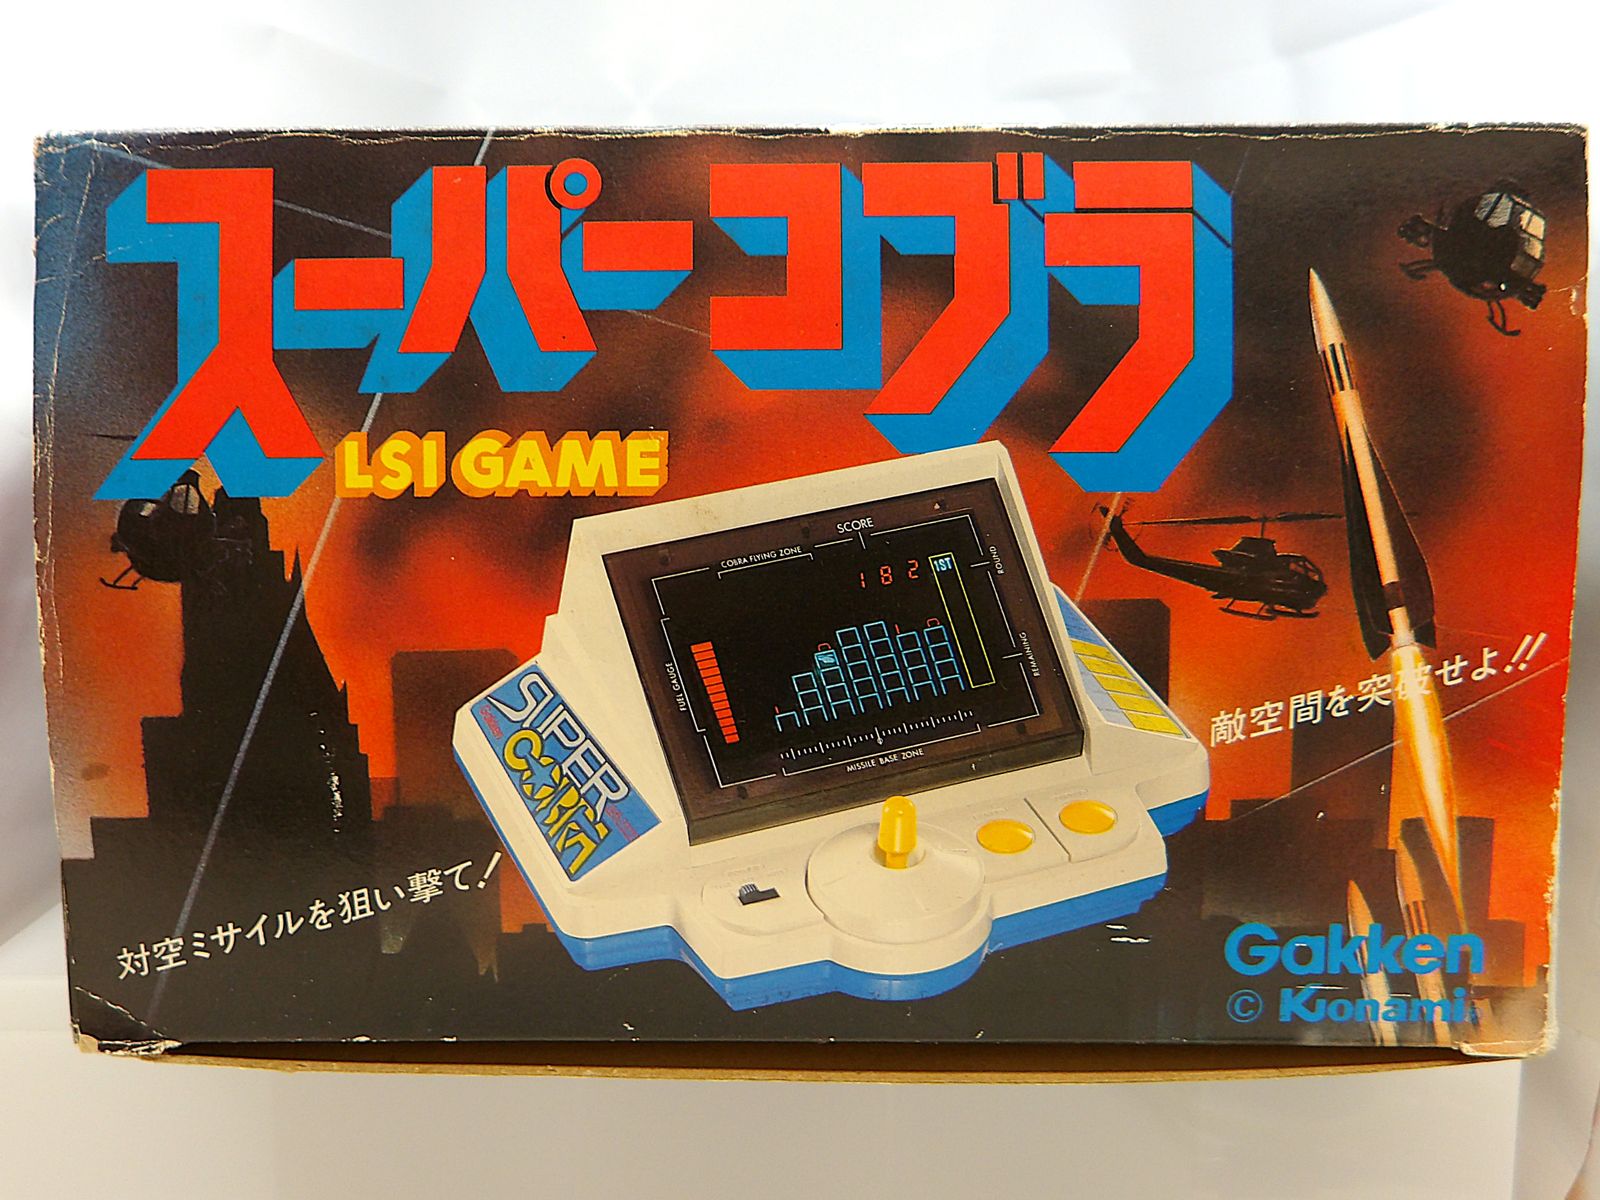 スーパーコブラ
LSI GAME
SCORE
COBRA FLYING ZONE
182
1ST
ROUND
FUEL GAUGE
REMAINING
MISSILE BASE ZONE
SUPER
COBRA
Gakken
敵空間を突破せよ!!
対空ミサイルを狙い撃て!
Gakken
© Konami